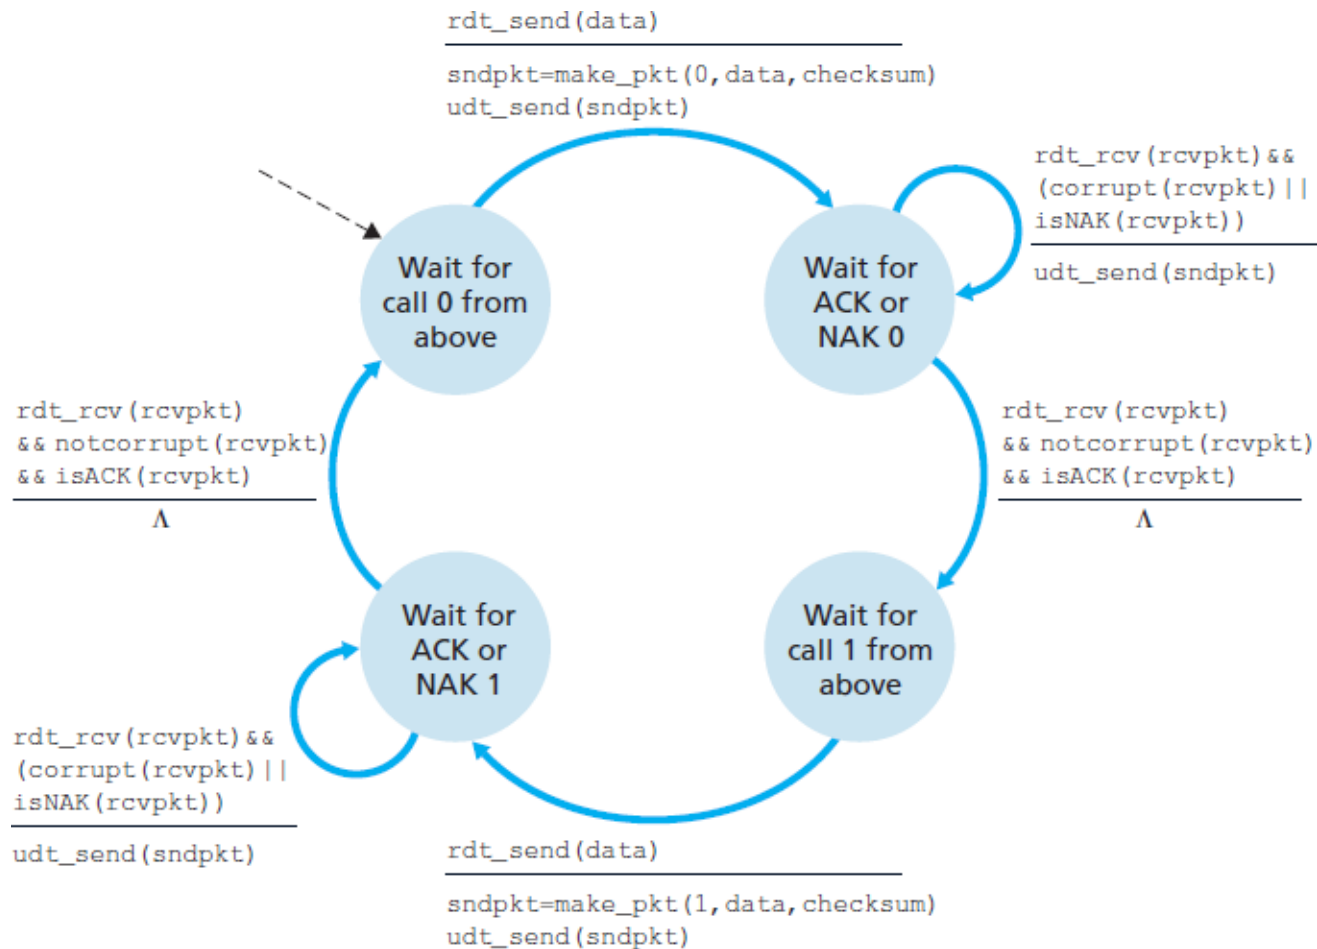 rdt_send(data)
sndpkt=make_pkt(0,data,checksum)
udt_send(sndpkt)
rdt_rcv(rcvpkt)&&
(corrupt(rcvpkt)||
isNAK(rcvpkt))
udt_send(sndpkt)
Wait for
call 0 from
above
Wait for
ACK or
NAK 0
rdt_rcv(rcvpkt)
&& notcorrupt(rcvpkt)
&& isACK(rcvpkt)
Λ
rdt_rcv(rcvpkt)
&& notcorrupt(rcvpkt)
&& isACK(rcvpkt)
Λ
Wait for
ACK or
NAK 1
Wait for
call 1 from
above
rdt_rcv(rcvpkt)&&
(corrupt(rcvpkt)||
isNAK(rcvpkt))
udt_send(sndpkt)
rdt_send(data)
sndpkt=make_pkt(1,data,checksum)
udt_send(sndpkt)